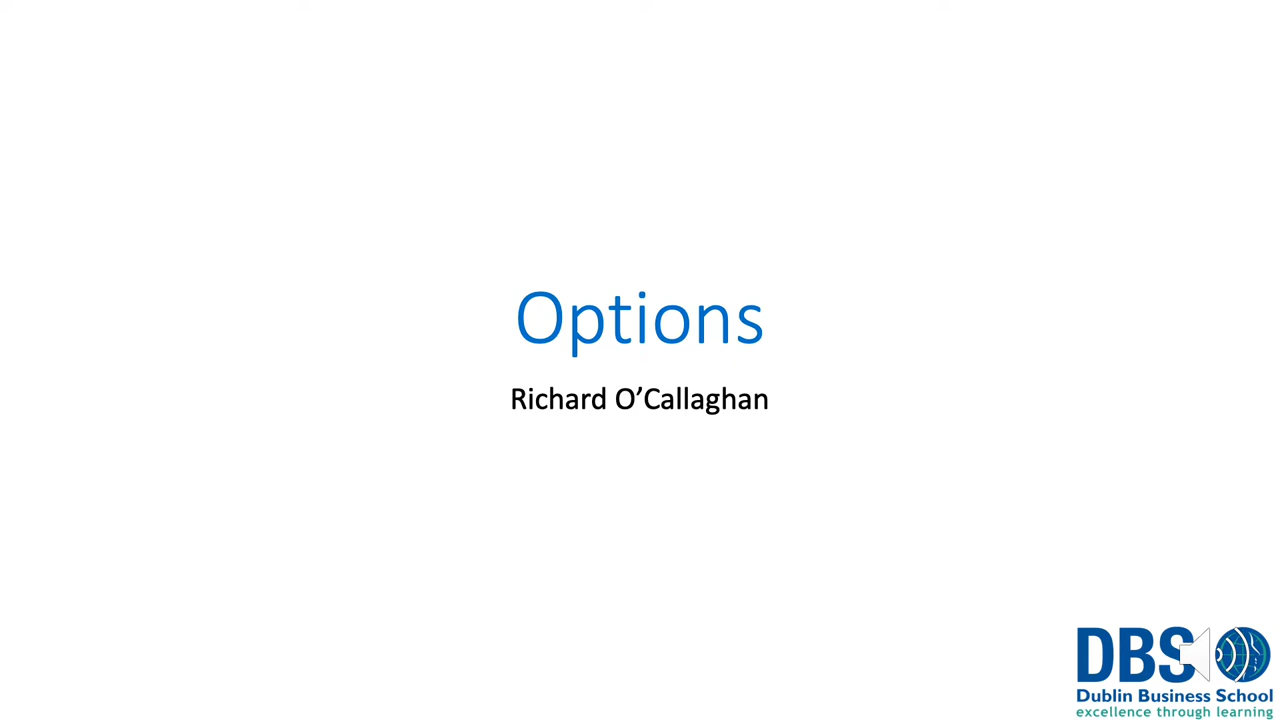 Options
Richard O’Callaghan
DBS
Dublin Business School
excellence through learning